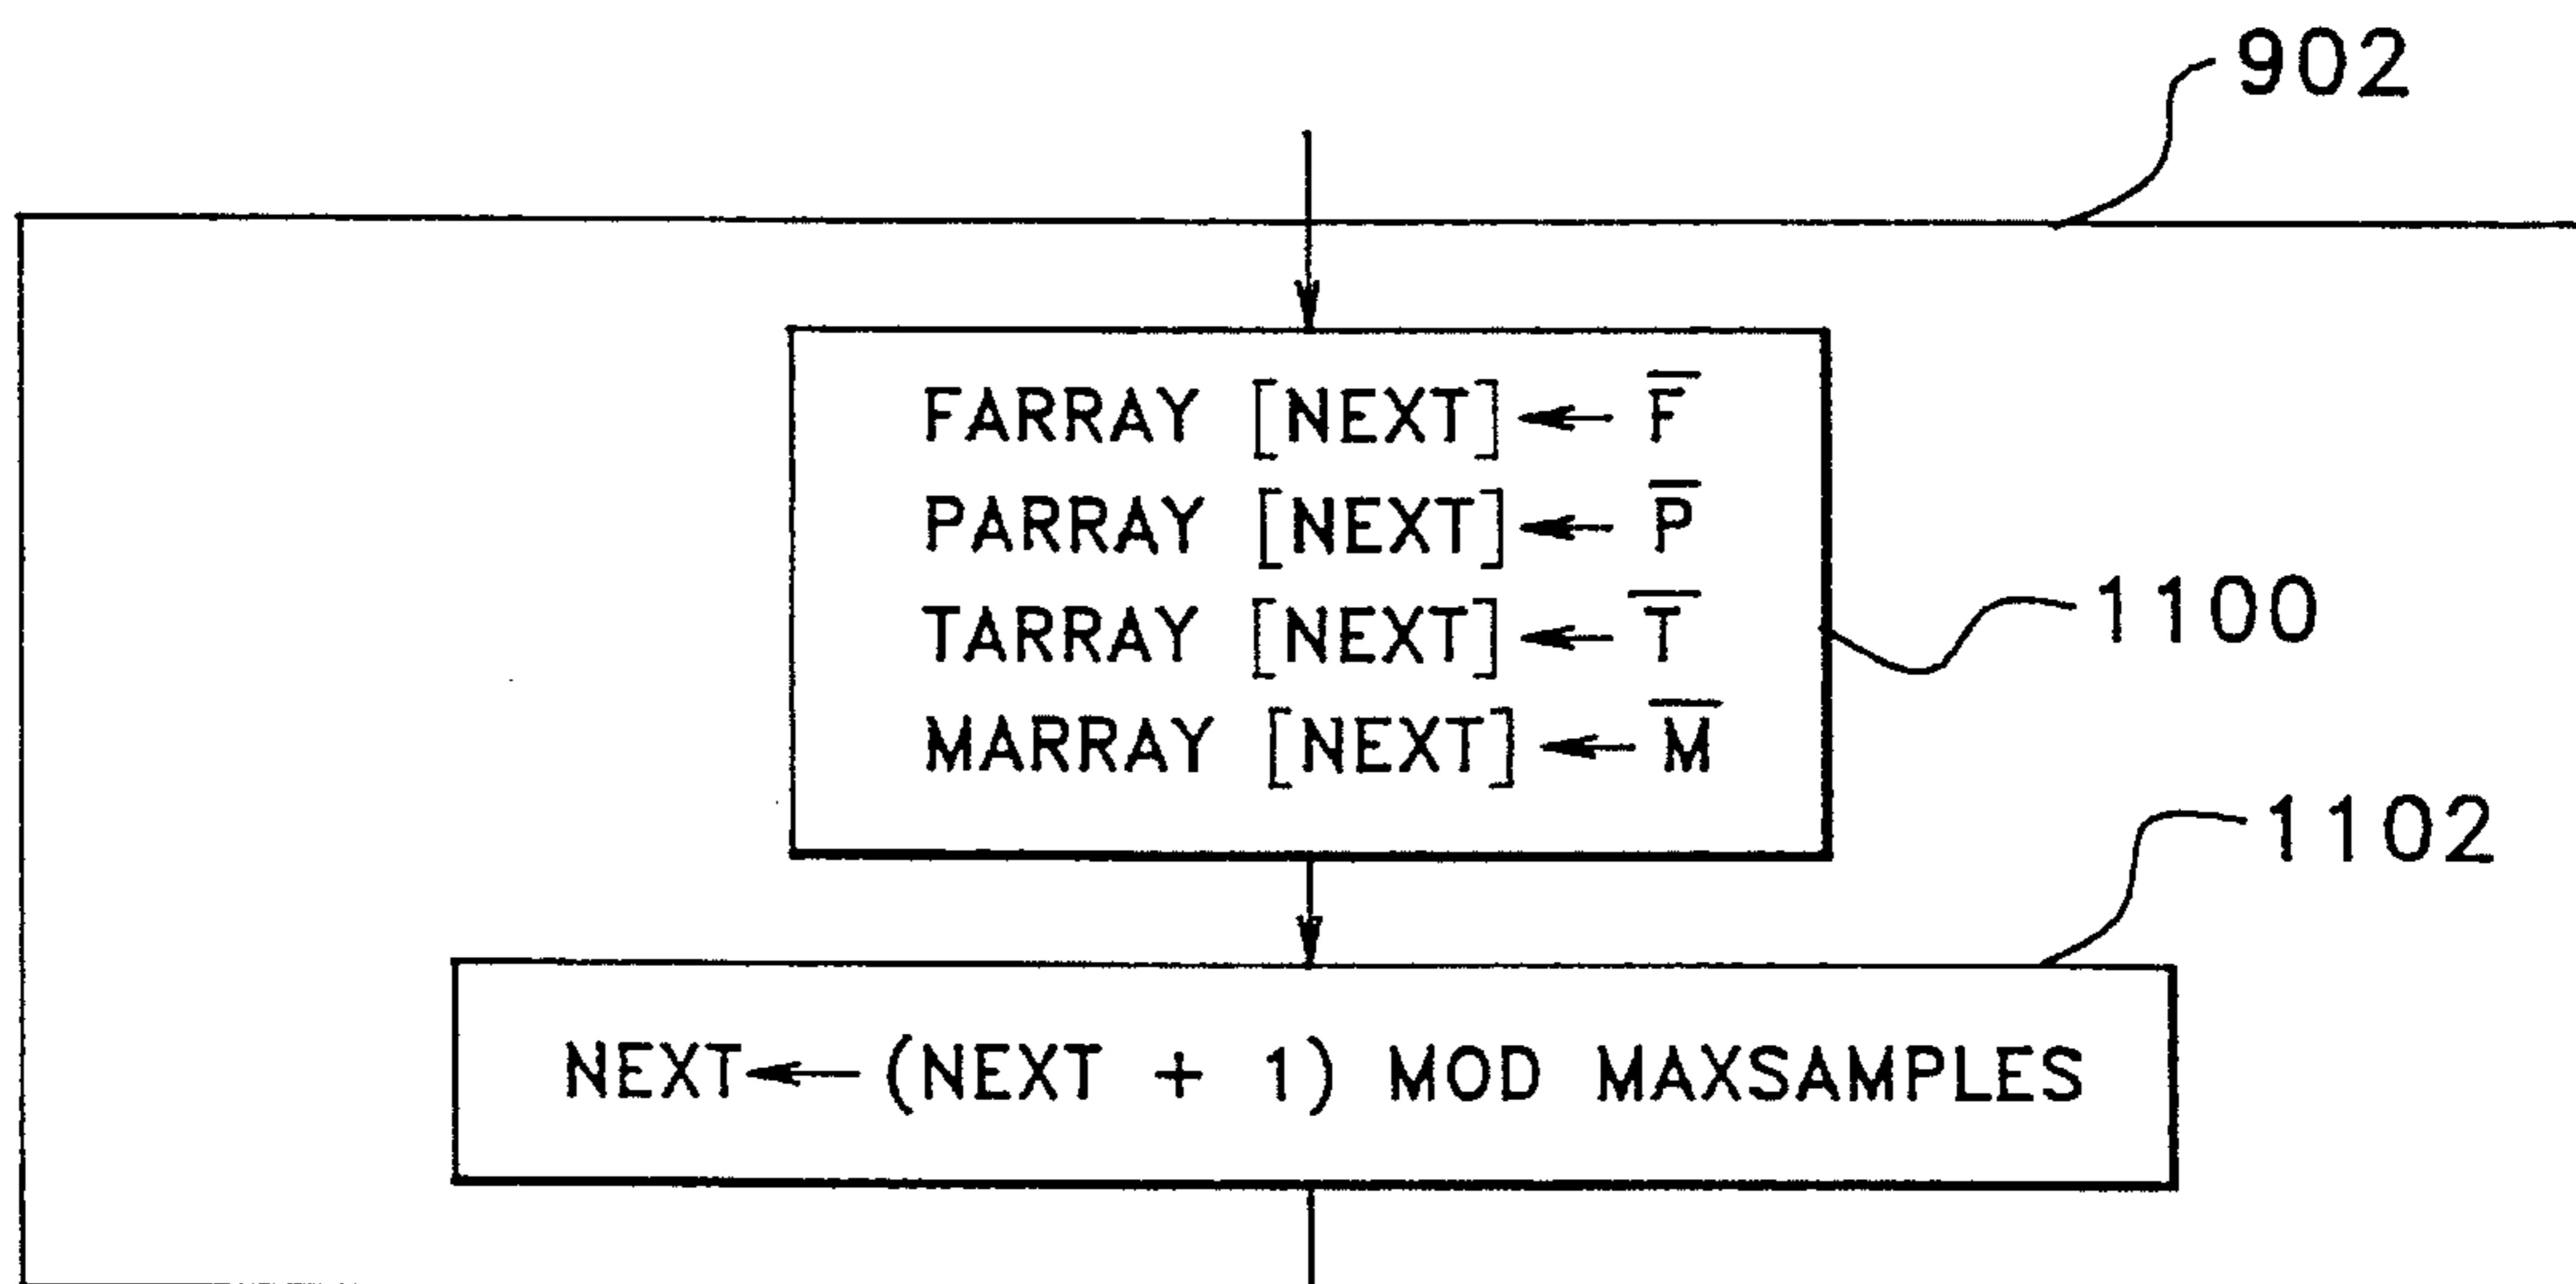 902
FARRAY [NEXT] ← F̅
PARRAY [NEXT] ← P̅
TARRAY [NEXT] ← T̅
MARRAY [NEXT] ← M̅
1100
1102
NEXT ← (NEXT + 1) MOD MAXSAMPLES